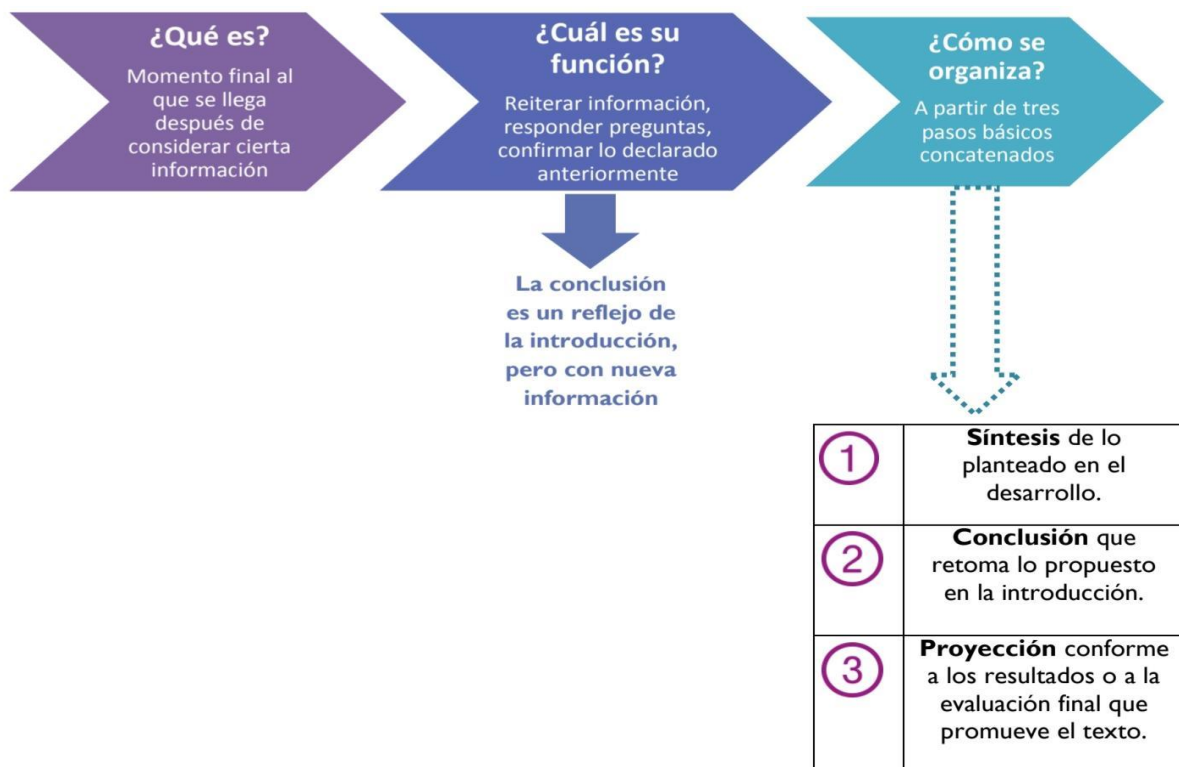 ¿Qué es?
Momento final al
que se llega
después de
considerar cierta
información
¿Cuál es su
función?
Reiterar información,
responder preguntas,
confirmar lo declarado
anteriormente
¿Cómo se
organiza?
A partir de tres
pasos básicos
concatenados
La conclusión
es un reflejo de
la introducción,
pero con nueva
información
1
Síntesis de lo
planteado en el
desarrollo.
2
Conclusión que
retoma lo propuesto
en la introducción.
3
Proyección conforme
a los resultados o a la
evaluación final que
promueve el texto.